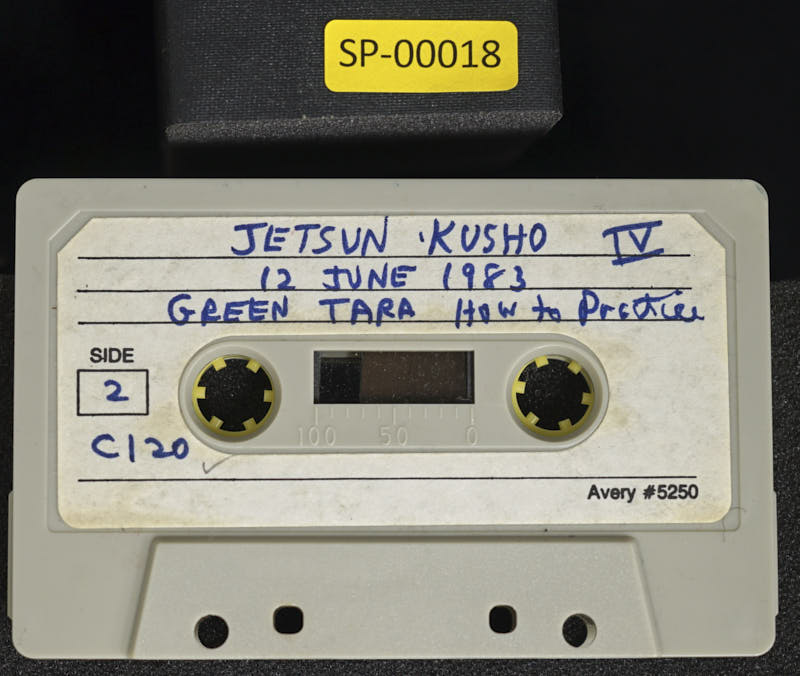 SP-00018
JETSUN KUSHO IV
12 JUNE 1983
GREEN TARA How to Practice
SIDE
2
C120
100 50 0
Avery #5250